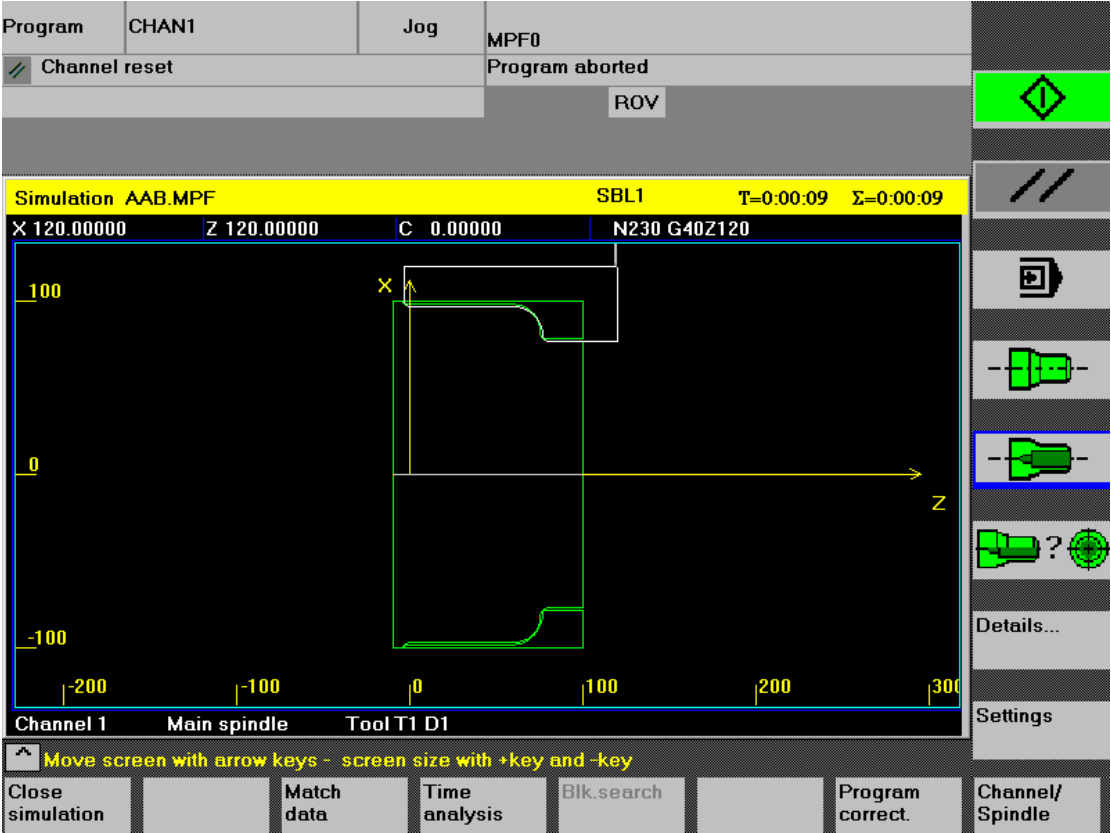 Program CHAN1 Jog MPF0
Channel reset Program aborted
ROV
Simulation AAB.MPF SBL1 T=0:00:09 Σ=0:00:09
X 120.00000 Z 120.00000 C 0.00000 N230 G40Z120
X
100
0
Z
-100
-200 -100 0 100 200 300
Channel 1 Main spindle Tool T1 D1
?
Details...
Settings
^ Move screen with arrow keys - screen size with +key and -key
Close simulation
Match data
Time analysis
Blk.search
Program correct.
Channel/ Spindle